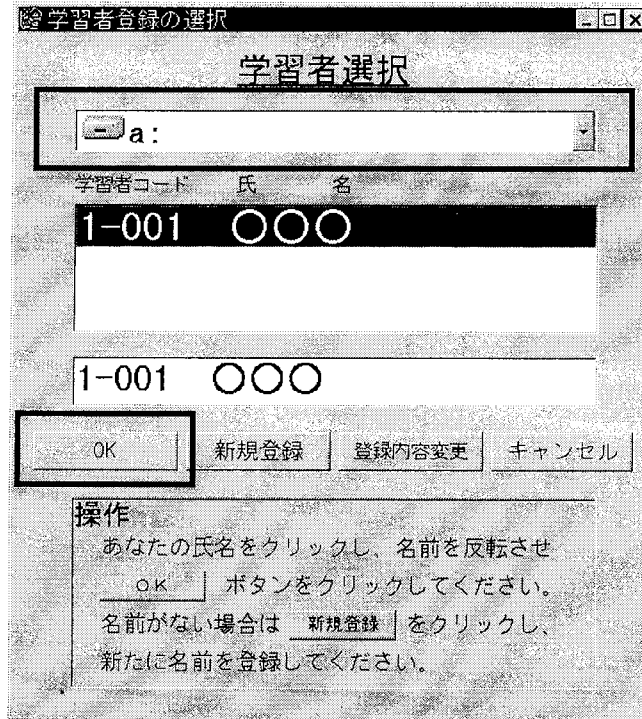 学習者登録の選択
学習者選択
a:
学習者コード 氏 名
1-001 ○○○
1-001 ○○○
OK 新規登録 登録内容変更 キャンセル
操作
あなたの氏名をクリックし、名前を反転させ
OK ボタンをクリックしてください。
名前がない場合は 新規登録 をクリックし、
新たに名前を登録してください。